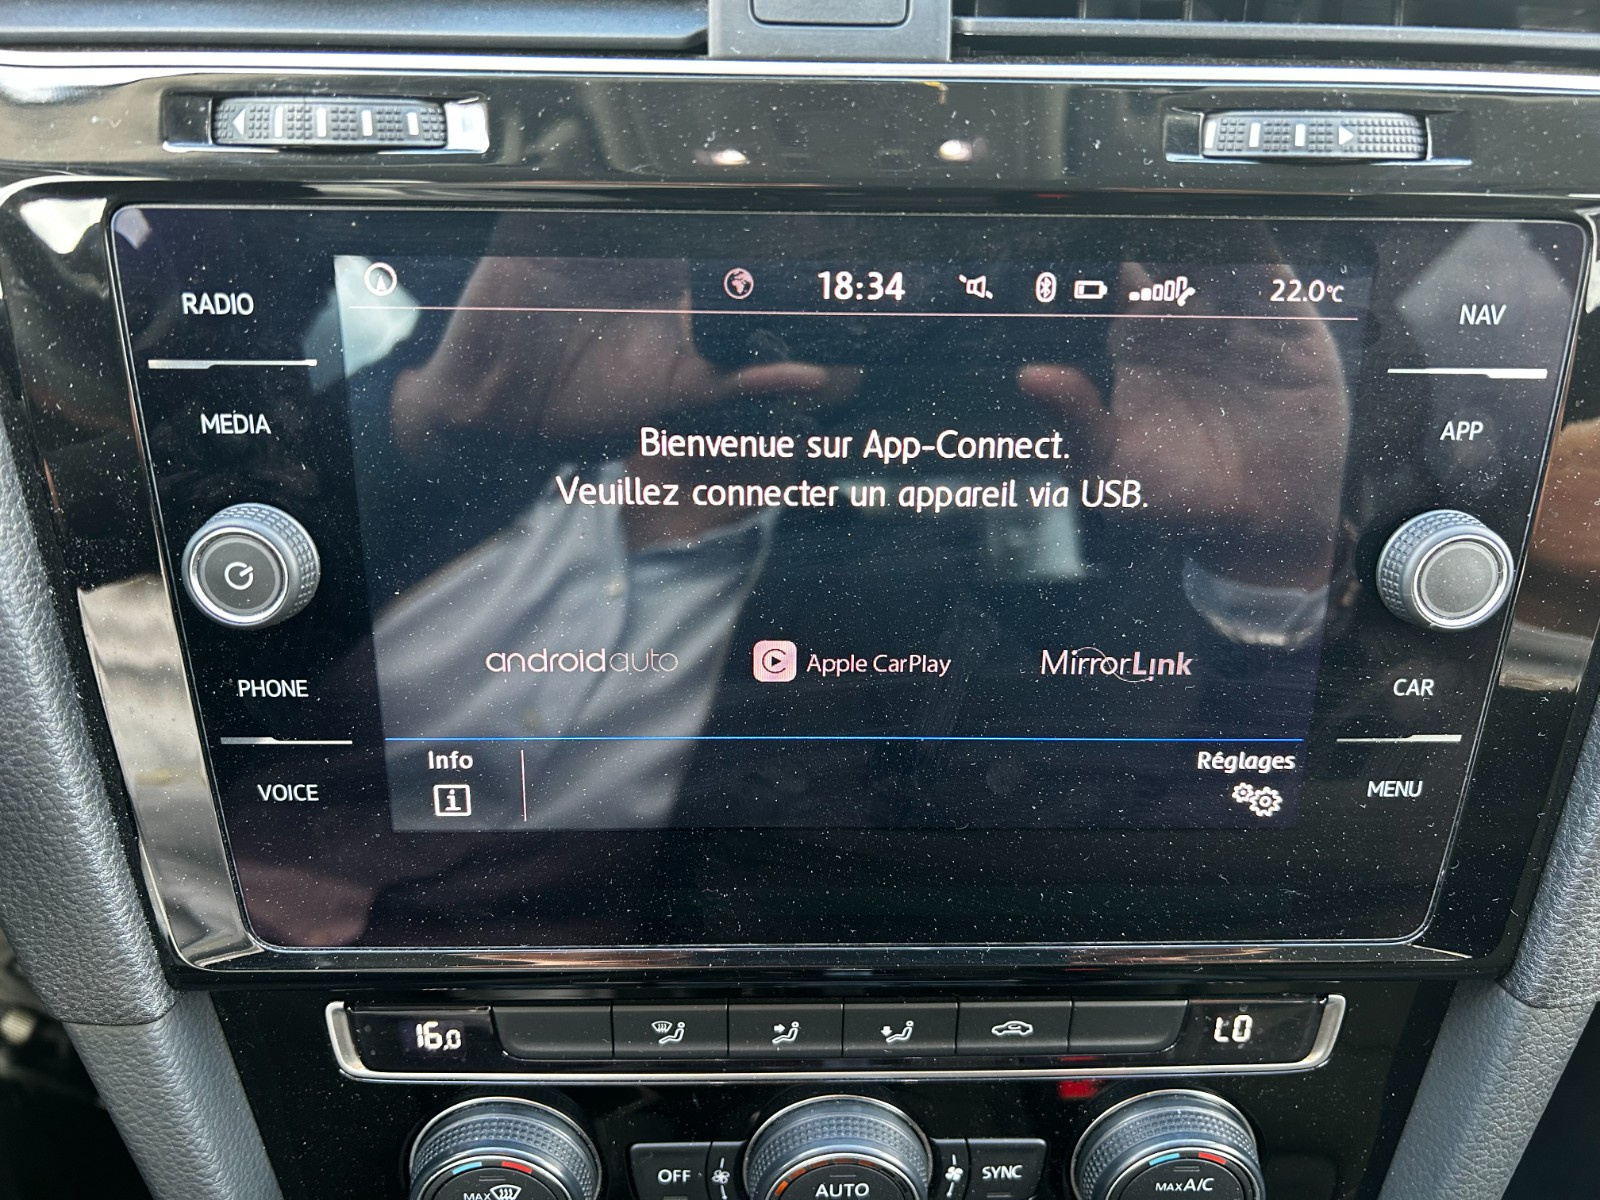 18:34
22.0°C
RADIO
NAV
MEDIA
APP
Bienvenue sur App-Connect.
Veuillez connecter un appareil via USB.
androidauto
Apple CarPlay
MirrorLink
PHONE
CAR
Info
Réglages
VOICE
MENU
16,0
LO
OFF
SYNC
MAX
AUTO
MAX A/C